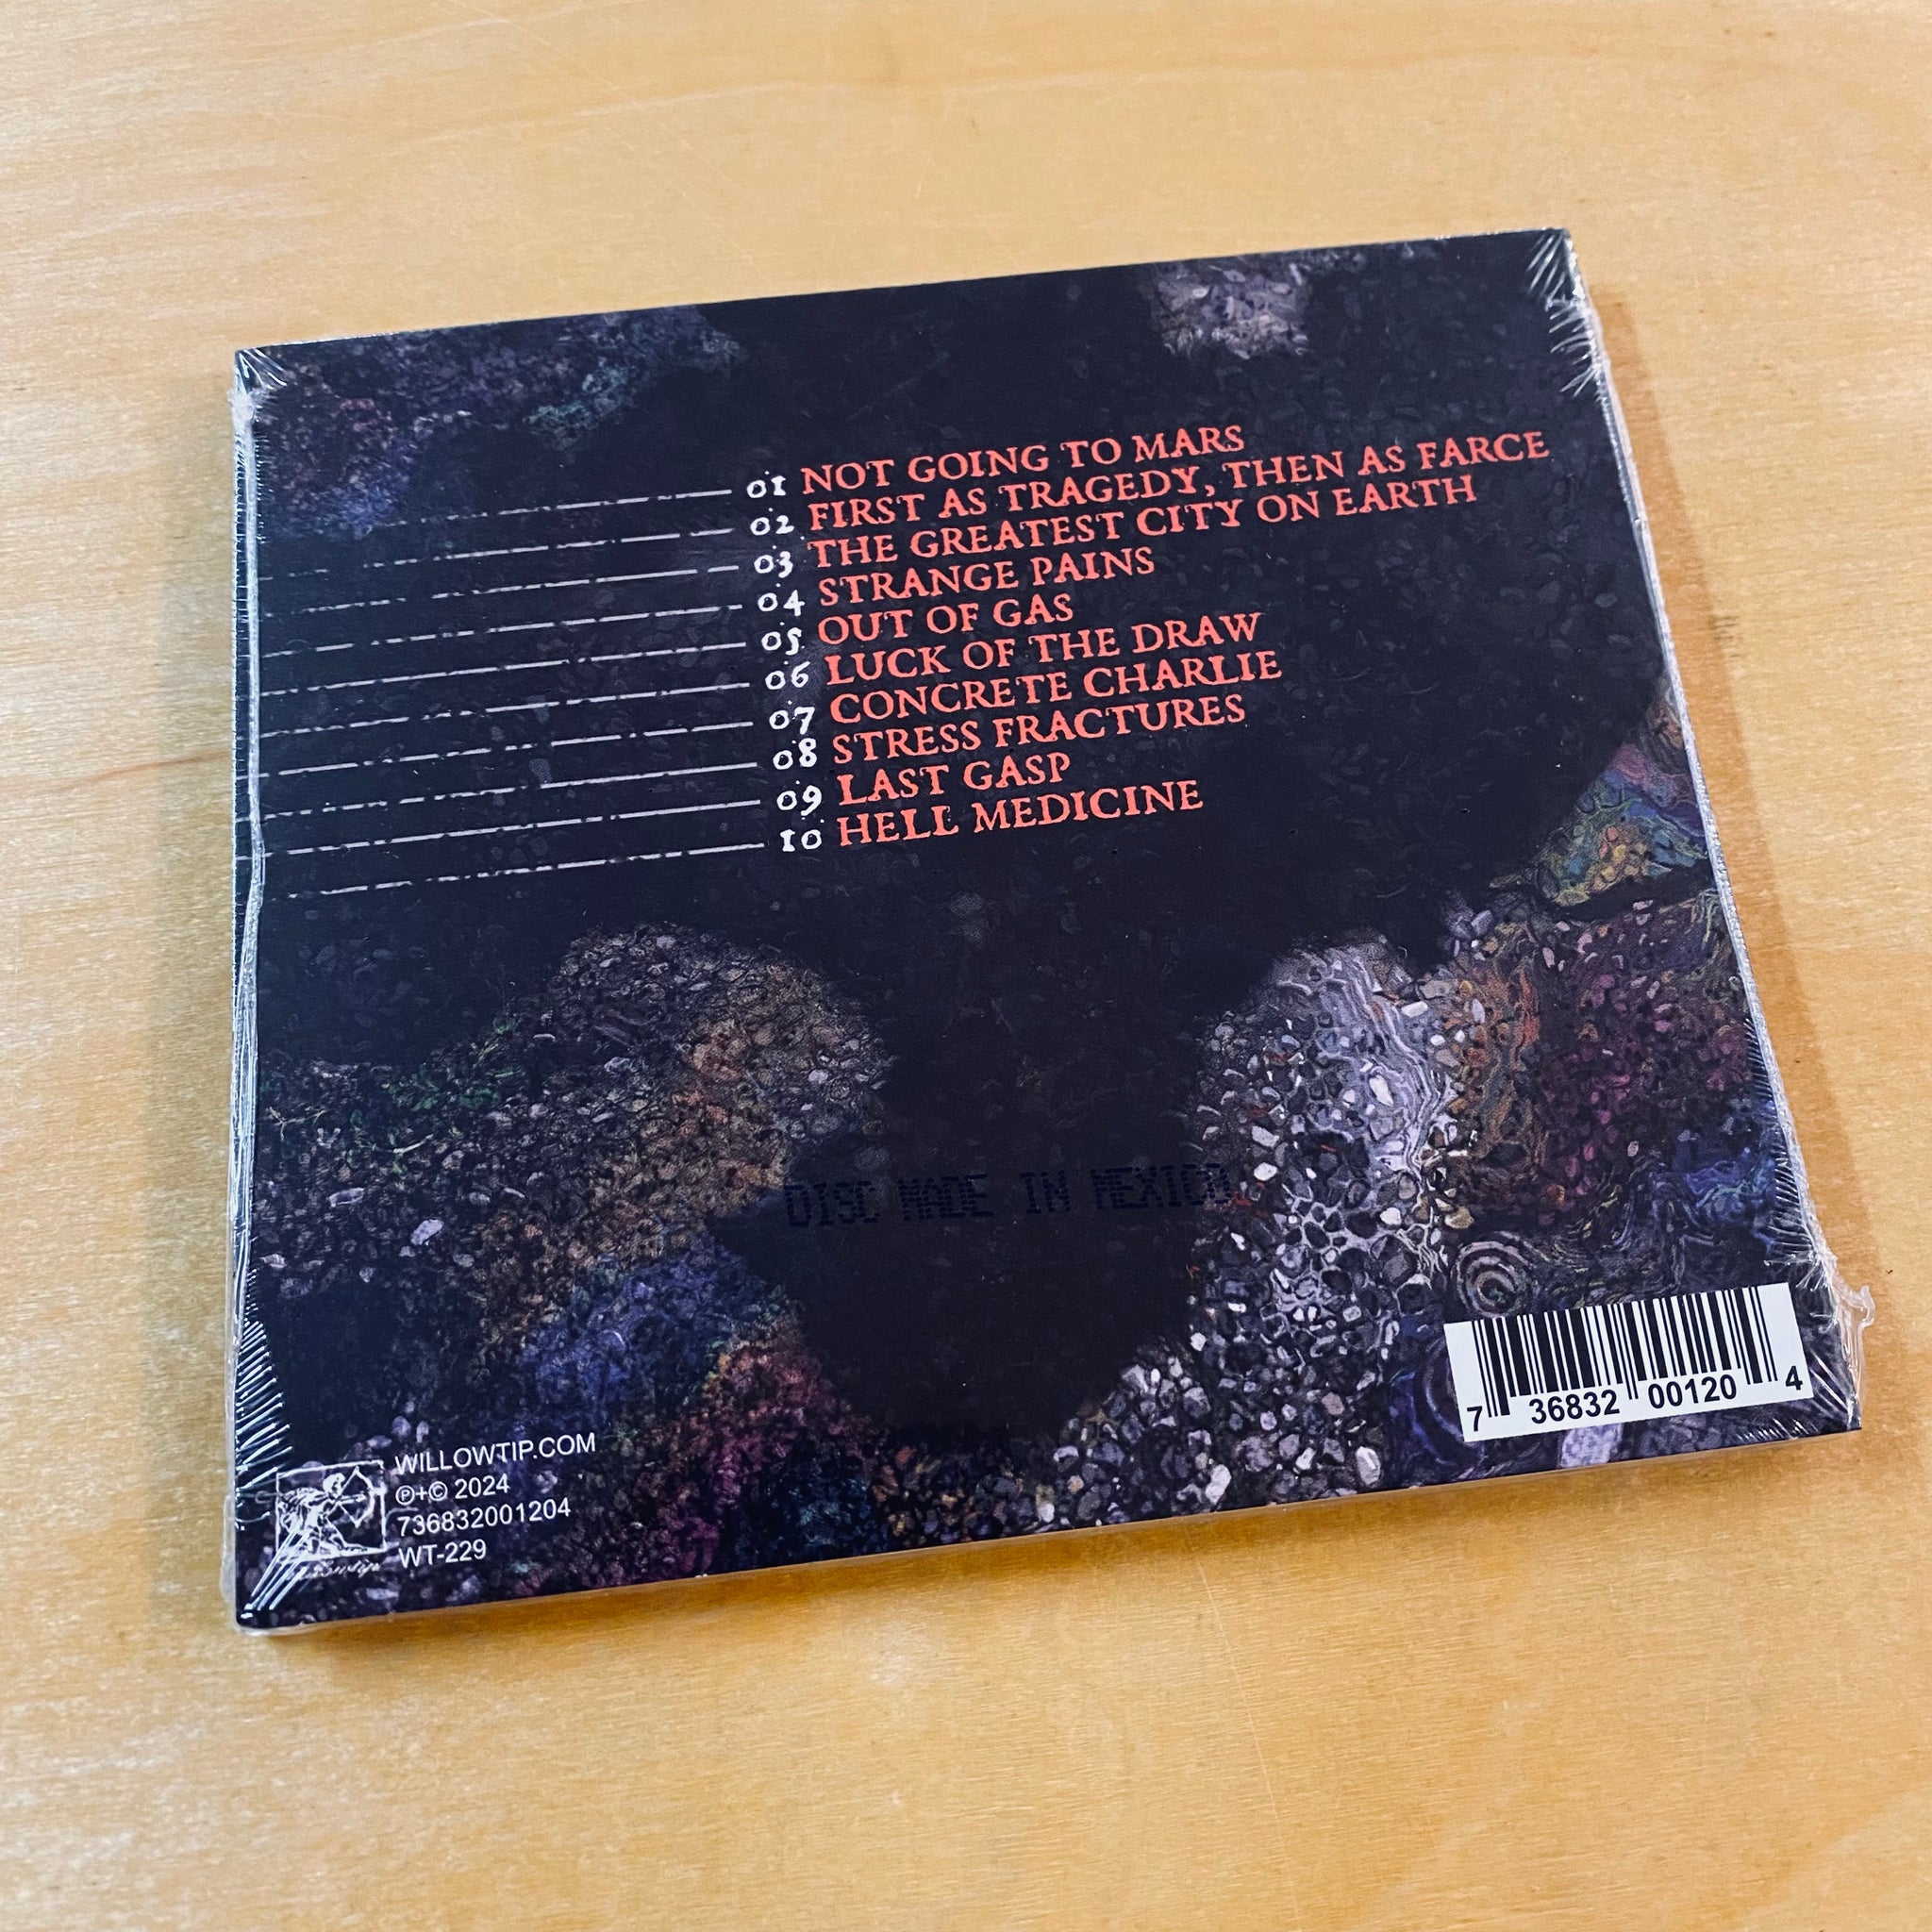 01 NOT GOING TO MARS
02 FIRST AS TRAGEDY, THEN AS FARCE
03 THE GREATEST CITY ON EARTH
04 STRANGE PAINS
05 OUT OF GAS
06 LUCK OF THE DRAW
07 CONCRETE CHARLIE
08 STRESS FRACTURES
09 LAST GASP
10 HELL MEDICINE
DISC MADE IN MEXICO
7 36832 00120 4
WILLOWTIP.COM
℗+© 2024
736832001204
WT-229